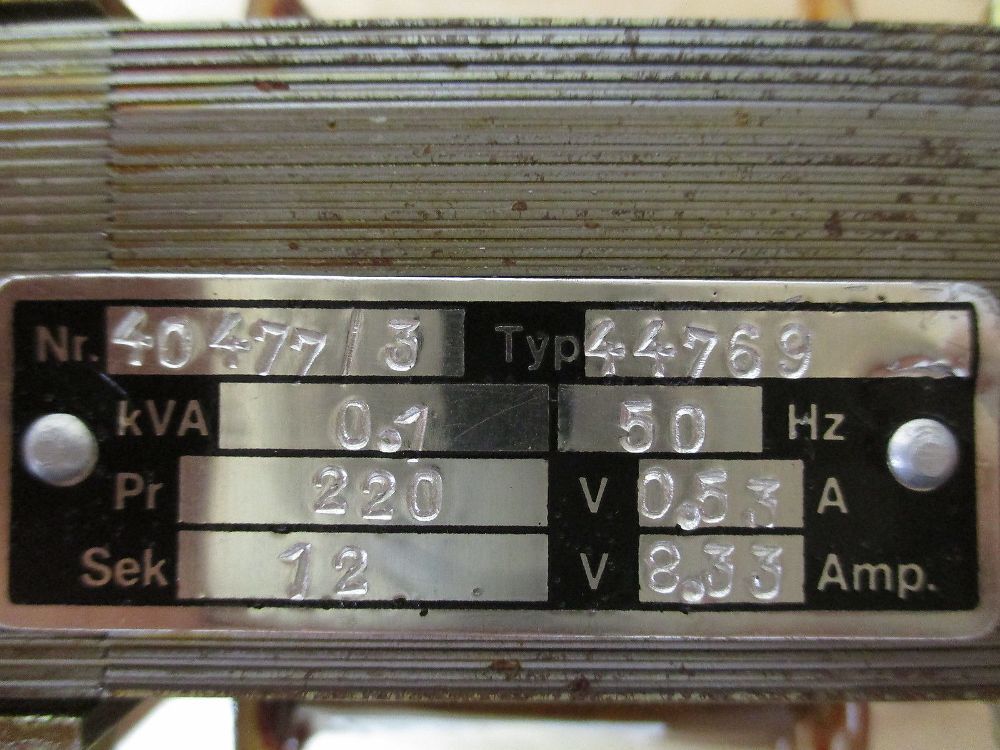 Nr. 40477/3 Typ 44769
kVA 0,1 50 Hz
Pr 220 V 0,53 A
Sek 12 V 8,33 Amp.